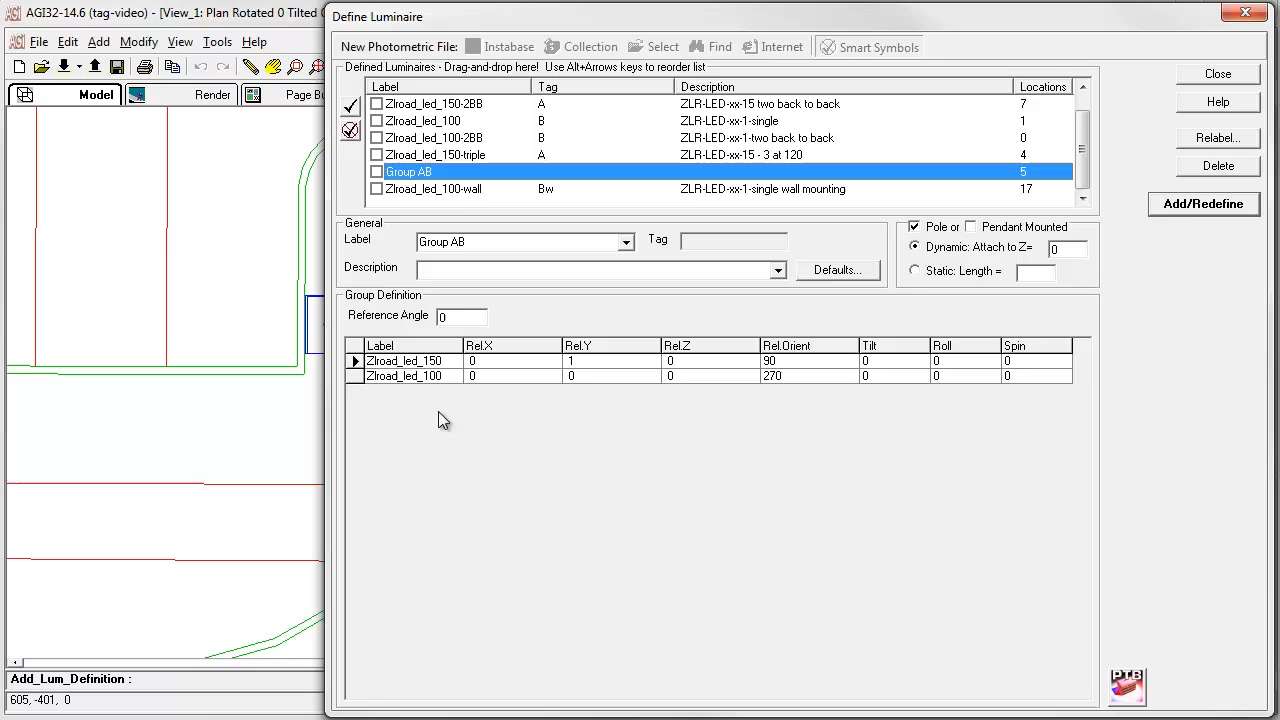 AGI32-14.6 (tag-video) - [View_1: Plan Rotated 0 Tilted 0
File Edit Add Modify View Tools Help
Model Render Page Bu
Define Luminaire
New Photometric File: Instabase Collection Select Find Internet Smart Symbols
Defined Luminaires - Drag-and-drop here! Use Alt+Arrows keys to reorder list
Label Tag Description Locations
Zlroad_led_150-2BB A ZLR-LED-xx-15 two back to back 7
Zlroad_led_100 B ZLR-LED-xx-1-single 1
Zlroad_led_100-2BB B ZLR-LED-xx-1-two back to back 0
Zlroad_led_150-triple A ZLR-LED-xx-15 - 3 at 120 4
Group AB 5
Zlroad_led_100-wall Bw ZLR-LED-xx-1-single wall mounting 17
Close
Help
Relabel...
Delete
Add/Redefine
General
Label Group AB Tag
Description Defaults...
Pole or Pendant Mounted
Dynamic: Attach to Z= 0
Static: Length =
Group Definition
Reference Angle 0
Label Rel.X Rel.Y Rel.Z Rel.Orient Tilt Roll Spin
Zlroad_led_150 0 1 0 90 0 0 0
Zlroad_led_100 0 0 0 270 0 0 0
PTB
Add_Lum_Definition :
605, -401, 0